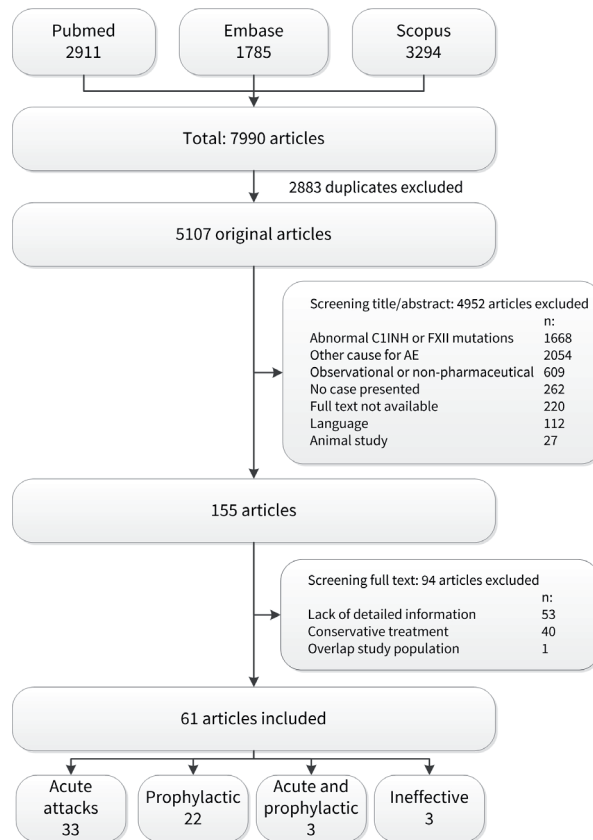 Pubmed
2911
Embase
1785
Scopus
3294
Total: 7990 articles
2883 duplicates excluded
5107 original articles
Screening title/abstract: 4952 articles excluded
n:
Abnormal C1INH or FXII mutations 1668
Other cause for AE 2054
Observational or non-pharmaceutical 609
No case presented 262
Full text not available 220
Language 112
Animal study 27
155 articles
Screening full text: 94 articles excluded
n:
Lack of detailed information 53
Conservative treatment 40
Overlap study population 1
61 articles included
Acute
attacks
33
Prophylactic
22
Acute and
prophylactic
3
Ineffective
3